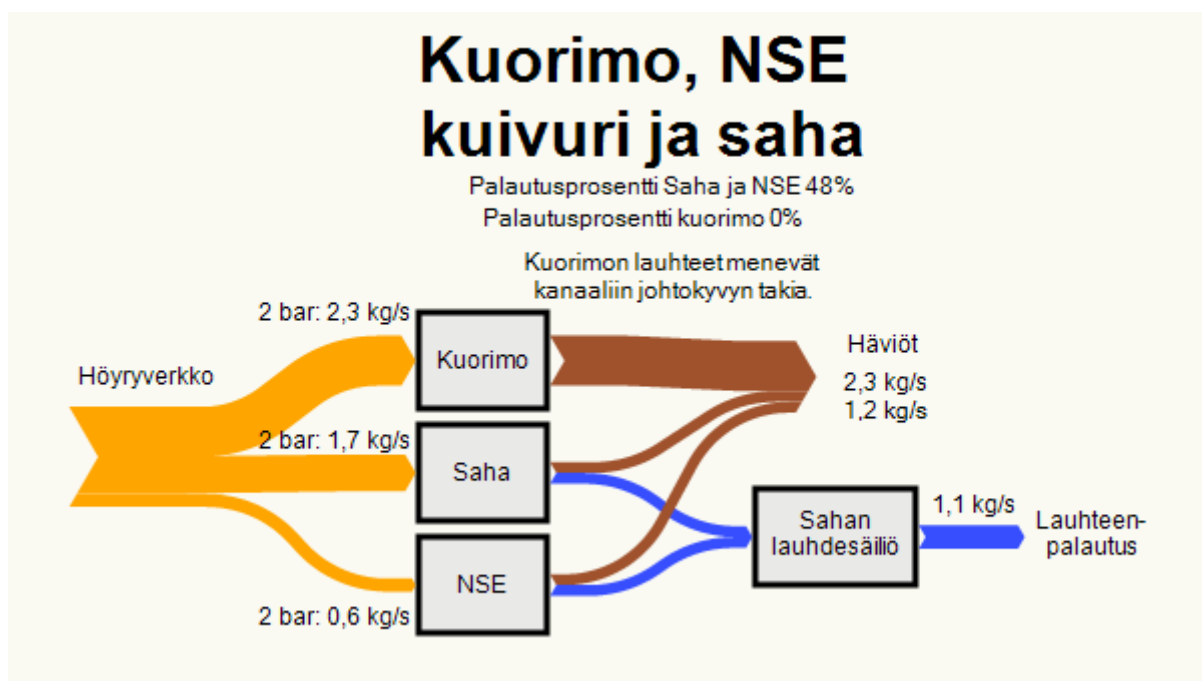 Kuorimo, NSE
kuivuri ja saha
Palautusprosentti Saha ja NSE 48%
Palautusprosentti kuorimo 0%
Kuorimon lauhteet menevät
kanaaliin johtokyvyn takia.
2 bar: 2,3 kg/s
Kuorimo
Häviöt
Höyryverkko
2,3 kg/s
1,2 kg/s
2 bar: 1,7 kg/s
Saha
1,1 kg/s
Sahan
lauhdesäiliö
Lauhteen-
palautus
NSE
2 bar: 0,6 kg/s